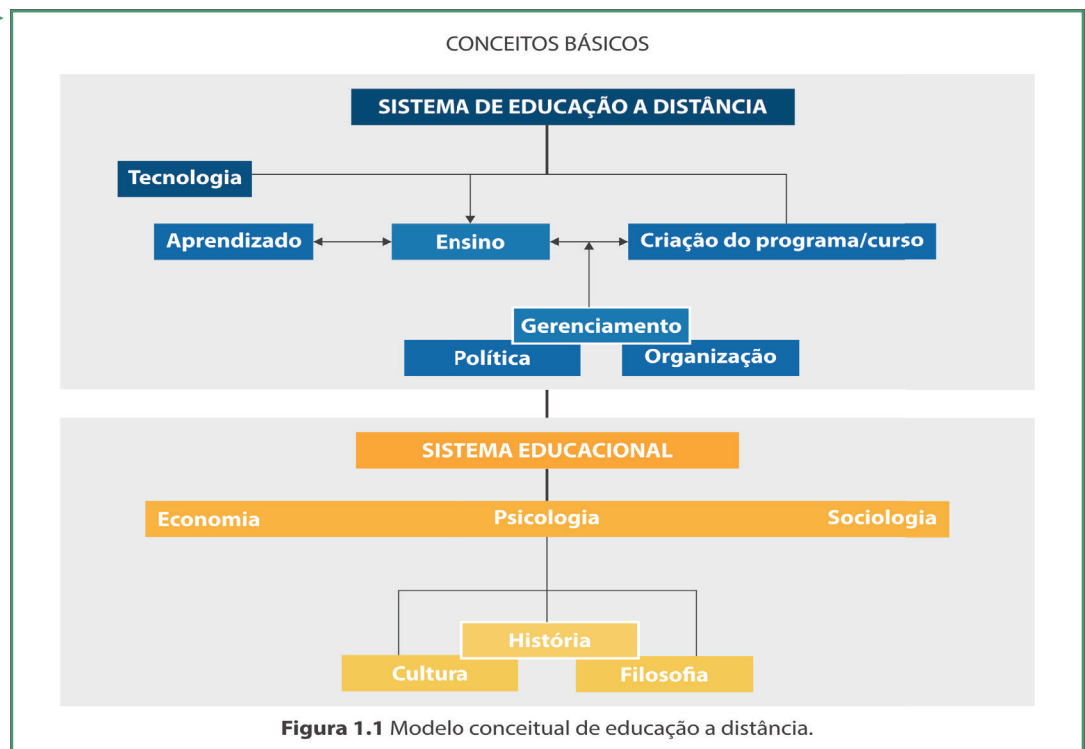 CONCEITOS BÁSICOS
SISTEMA DE EDUCAÇÃO A DISTÂNCIA
Tecnologia
Aprendizado
Ensino
Criação do programa/curso
Gerenciamento
Política
Organização
SISTEMA EDUCACIONAL
Economia
Psicologia
Sociologia
História
Cultura
Filosofia
Figura 1.1 Modelo conceitual de educação a distância.